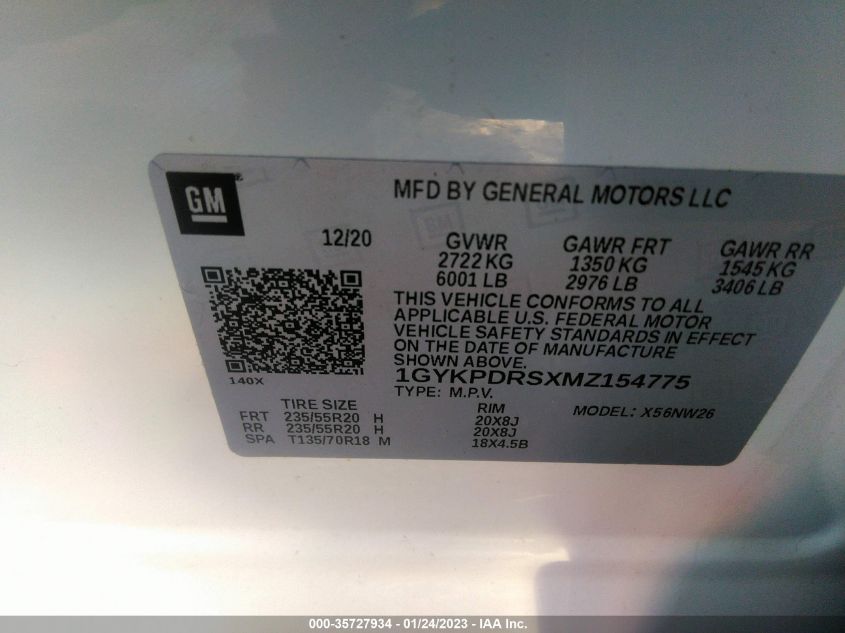 GM
MFD BY GENERAL MOTORS LLC
12/20
GVWR GAWR FRT GAWR RR
2722 KG 1350 KG 1545 KG
6001 LB 2976 LB 3406 LB
THIS VEHICLE CONFORMS TO ALL
APPLICABLE U.S. FEDERAL MOTOR
VEHICLE SAFETY STANDARDS IN EFFECT
ON THE DATE OF MANUFACTURE
SHOWN ABOVE.
140X
1GYKPDRSXMZ154775
TYPE: M.P.V.
MODEL: X56NW26
TIRE SIZE RIM
FRT 235/55R20 H 20X8J
RR 235/55R20 H 20X8J
SPA T135/70R18 M 18X4.5B
000-35727934 - 01/24/2023 - IAA Inc.